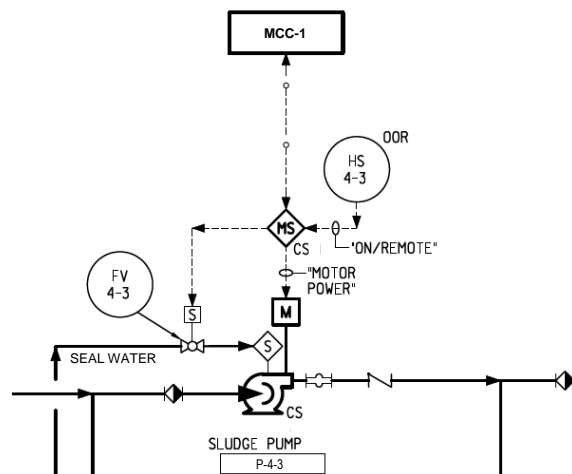 MCC-1
OOR
HS
4-3
MS
CS
"ON/REMOTE"
"MOTOR
POWER"
FV
4-3
S
M
S
SEAL WATER
CS
SLUDGE PUMP
P-4-3